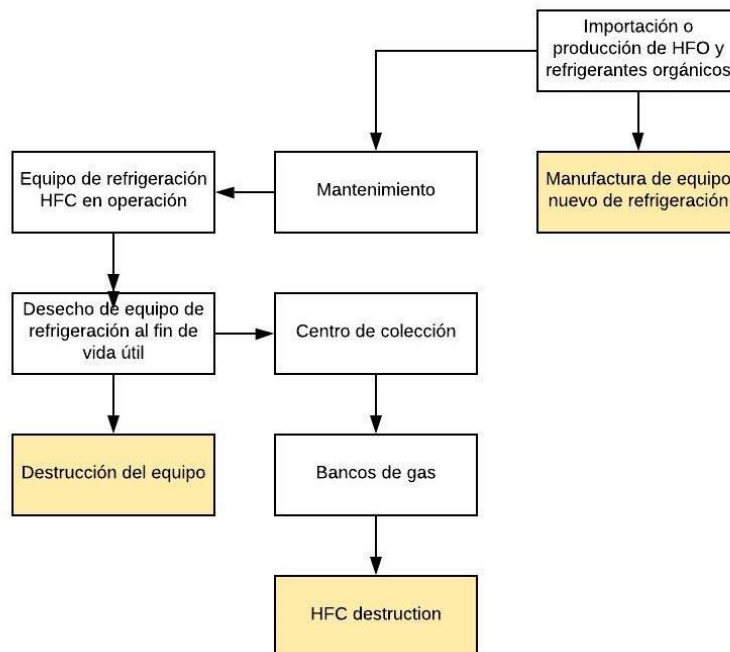 Importación o
producción de HFO y
refrigerantes orgánicos
Equipo de refrigeración
HFC en operación
Mantenimiento
Manufactura de equipo
nuevo de refrigeración
Desecho de equipo de
refrigeración al fin de
vida útil
Centro de colección
Destrucción del equipo
Bancos de gas
HFC destruction